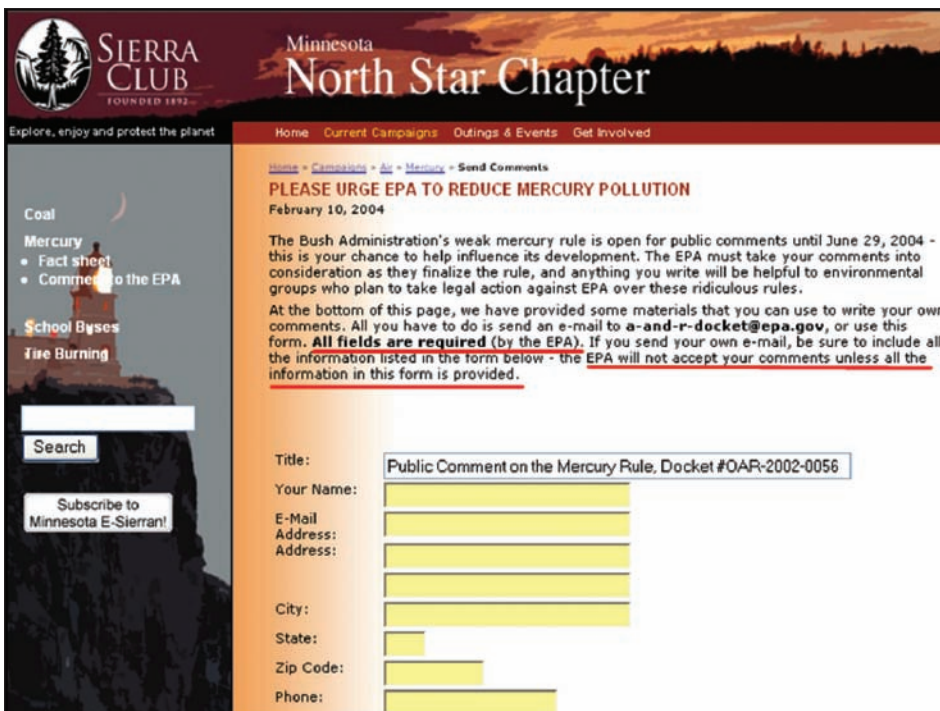 SIERRA
CLUB
FOUNDED 1892
Minnesota
North Star Chapter
Explore, enjoy and protect the planet
Home Current Campaigns Outings & Events Get Involved
Home » Campaigns » Air » Mercury » Send Comments
PLEASE URGE EPA TO REDUCE MERCURY POLLUTION
February 10, 2004
Coal
Mercury
• Fact sheet
• Comment to the EPA
School Buses
Tire Burning
Search
Subscribe to
Minnesota E-Sierran!
The Bush Administration's weak mercury rule is open for public comments until June 29, 2004 -
this is your chance to help influence its development. The EPA must take your comments into
consideration as they finalize the rule, and anything you write will be helpful to environmental
groups who plan to take legal action against EPA over these ridiculous rules.
At the bottom of this page, we have provided some materials that you can use to write your own
comments. All you have to do is send an e-mail to a-and-r-docket@epa.gov, or use this
form. All fields are required (by the EPA). If you send your own e-mail, be sure to include all
the information listed in the form below - the EPA will not accept your comments unless all the
information in this form is provided.
Title:
Public Comment on the Mercury Rule, Docket #OAR-2002-0056
Your Name:
E-Mail
Address:
Address:
City:
State:
Zip Code:
Phone: